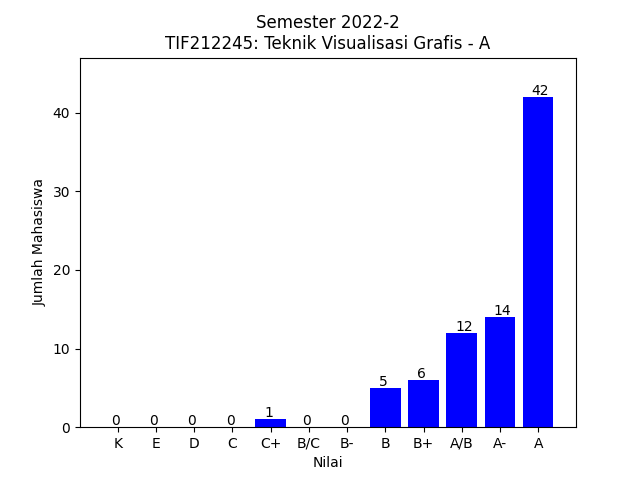 Semester 2022-2
TIF212245: Teknik Visualisasi Grafis - A
Jumlah Mahasiswa
40
30
20
10
0
0 0 0 0 1 0 0 5 6 12 14 42
K E D C C+ B/C B- B B+ A/B A- A
Nilai